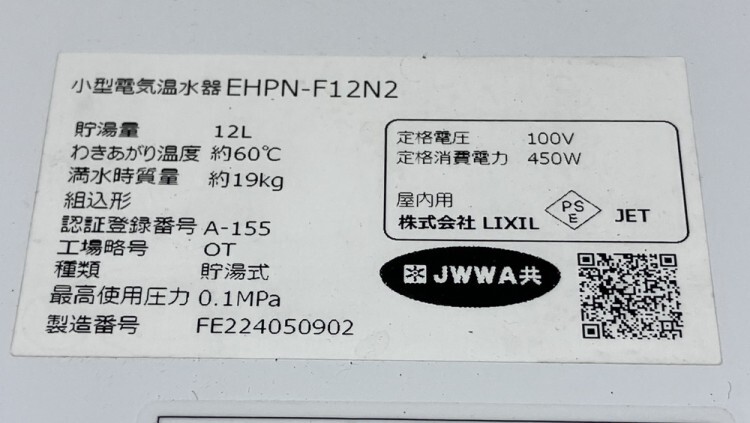 小型電気温水器 EHPN-F12N2
貯湯量 12L
わきあがり温度 約60℃
満水時質量 約19kg
組込形
認証登録番号 A-155
工場略号 OT
種類 貯湯式
最高使用圧力 0.1MPa
製造番号 FE224050902
定格電圧 100V
定格消費電力 450W
屋内用
株式会社 LIXIL
PS
E
JET
JWWA共